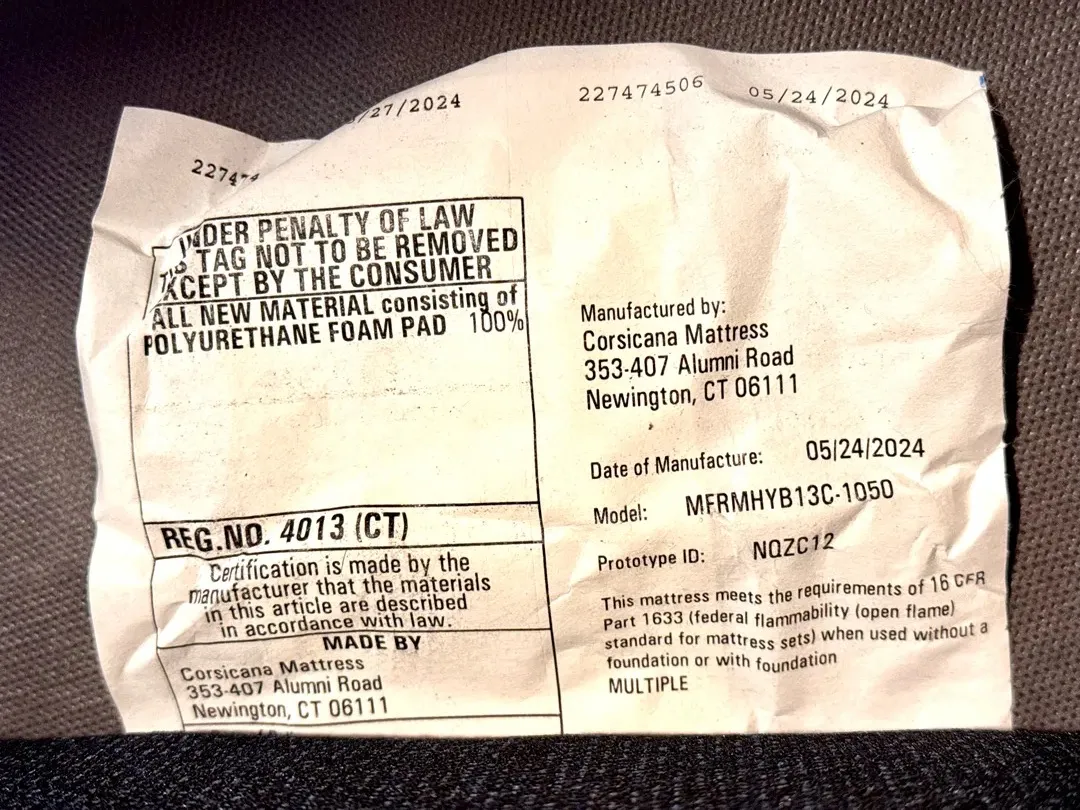 /27/2024
227474506 05/24/2024
UNDER PENALTY OF LAW
TAG NOT TO BE REMOVED
EXCEPT BY THE CONSUMER
ALL NEW MATERIAL consisting of
POLYURETHANE FOAM PAD 100%
REG.NO. 4013 (CT)
Certification is made by the
manufacturer that the materials
in this article are described
in accordance with law.
MADE BY
Corsicana Mattress
353-407 Alumni Road
Newington, CT 06111
Manufactured by:
Corsicana Mattress
353-407 Alumni Road
Newington, CT 06111
Date of Manufacture: 05/24/2024
Model: MFRMHYB13C-1050
Prototype ID: NQZC12
This mattress meets the requirements of 16 CFR
Part 1633 (federal flammability (open flame)
standard for mattress sets) when used without a
foundation or with foundation
MULTIPLE